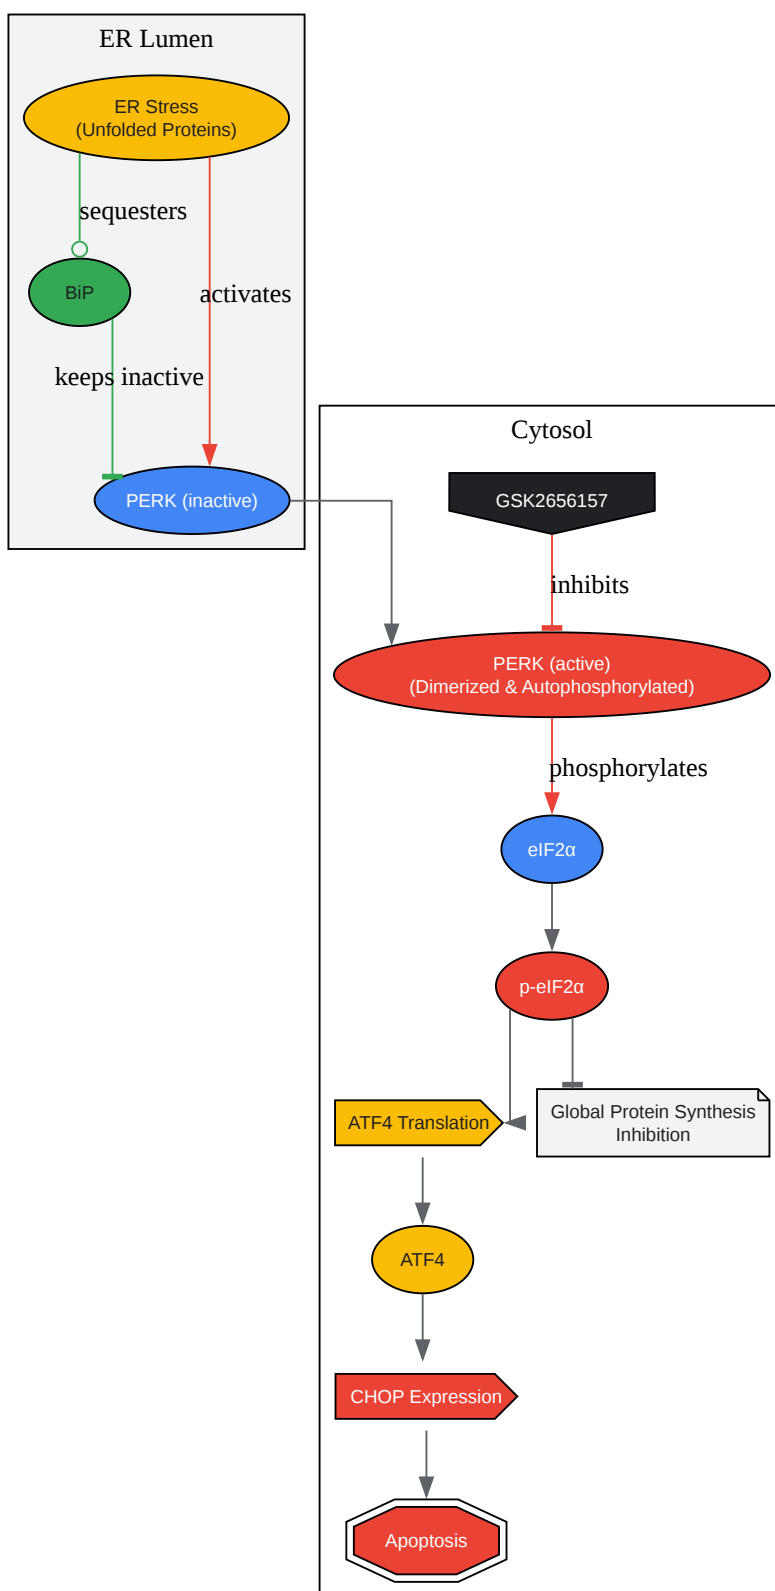 ER Lumen
ER Stress
(Unfolded Proteins)
sequesters
BiP
activates
keeps inactive
PERK (inactive)
Cytosol
GSK2656157
inhibits
PERK (active)
(Dimerized & Autophosphorylated)
phosphorylates
eIF2α
p-eIF2α
ATF4 Translation
Global Protein Synthesis
Inhibition
ATF4
CHOP Expression
Apoptosis